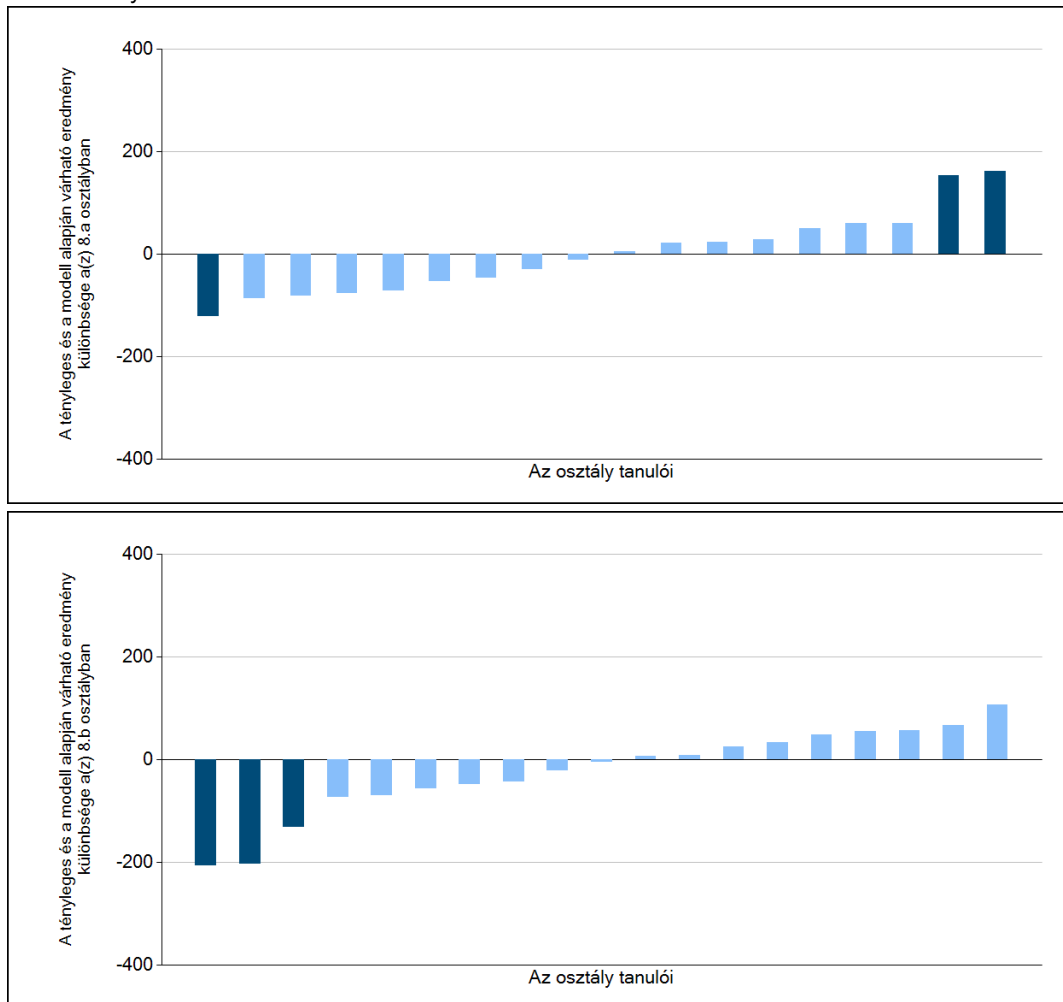 400
200
0
-200
-400
A tényleges és a modell alapján várható eredmény
különbsége a(z) 8.a osztályban
Az osztály tanulói
400
200
0
-200
-400
A tényleges és a modell alapján várható eredmény
különbsége a(z) 8.b osztályban
Az osztály tanulói